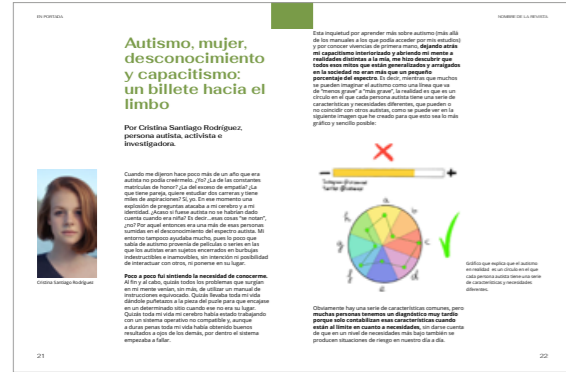 EN PORTADA
NOMBRE DE LA REVISTA
Autismo, mujer,
desconocimiento
y capacitismo:
un billete hacia el
limbo
Por Cristina Santiago Rodríguez,
persona autista, activista e
investigadora.
Cuando me dijeron hace poco más de un año que era
autista no podía creérmelo. ¿Yo? ¿La de las constantes
matrículas de honor? ¿La del exceso de empatía? ¿La
que tiene pareja, quiere estudiar dos carreras y tiene
miles de aspiraciones? Sí, yo. En ese momento una
explosión de preguntas atacaba a mi cerebro y a mi
identidad. ¿Acaso si fuese autista no se habrían dado
cuenta cuando era niña? Es decir...esas cosas "se notan",
¿no? Por aquel entonces era una más de esas personas
sumidas en el desconocimiento del espectro autista. Mi
entorno tampoco ayudaba mucho, pues lo poco que
sabía de autismo provenía de películas o series en las
que los autistas eran sujetos encerrados en burbujas
indestructibles e inamovibles, sin intención ni posibilidad
de interactuar con otros, ni ponerse en su lugar.
Poco a poco fui sintiendo la necesidad de conocerme.
Al fin y al cabo, quizás todos los problemas que surgían
en mi mente venían, sin más, de utilizar un manual de
instrucciones equivocado. Quizás llevaba toda mi vida
dándole puñetazos a la pieza del puzle para que encajase
en un determinado sitio cuando ese no era su lugar.
Quizás toda mi vida mi cerebro había estado trabajando
con un sistema operativo no compatible y, aunque
a duras penas toda mi vida había obtenido buenos
resultados a ojos de los demás, por dentro el sistema
empezaba a fallar.
Cristina Santiago Rodríguez
21
Esta inquietud por aprender más sobre autismo (más allá
de los manuales a los que podía acceder por mis estudios)
y por conocer vivencias de primera mano, dejando atrás
mi capacitismo interiorizado y abriendo mi mente a
realidades distintas a la mía, me hizo descubrir que
todos esos mitos que están generalizados y arraigados
en la sociedad no eran más que un pequeño
porcentaje del espectro. Es decir, mientras que muchos
se pueden imaginar el autismo como una línea que va
de "menos grave" a "más grave", la realidad es que es un
círculo en el que cada persona autista tiene una serie de
características y necesidades diferentes, que pueden o
no coincidir con otros autistas, como se puede ver en la
siguiente imagen que he creado para que esto sea lo más
gráfico y sencillo posible:
- +
a
b
c
d
e
f
g
h
Gráfico que explica que el autismo
en realidad es un círculo en el que
cada persona autista tiene una serie
de características y necesidades
diferentes.
Obviamente hay una serie de características comunes, pero
muchas personas tenemos un diagnóstico muy tardío
porque solo contabilizan esas características cuando
están al límite en cuanto a necesidades, sin darse cuenta
de que en un nivel de necesidades más bajo también se
producen situaciones de riesgo en nuestro día a día.
22